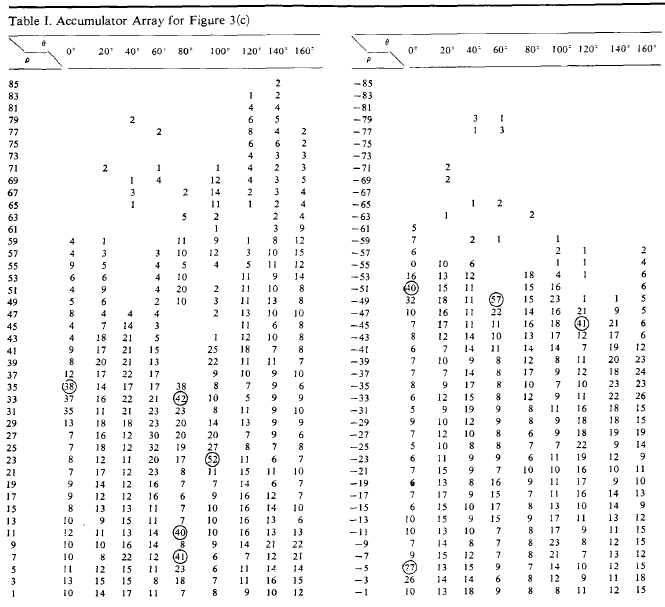 Table I. Accumulator Array for Figure 3(c)
θ 0° 20° 40° 60° 80° 100° 120° 140° 160° θ 0° 20° 40° 60° 80° 100° 120° 140° 160°
ρ ρ
85 2 −85
83 1 2 −83
81 4 4 −81
79 2 6 5 −79 3 1
77 2 8 4 2 −77 1 3
75 6 6 2 −75
73 4 3 3 −73
71 2 1 1 4 2 3 −71 2
69 1 4 12 4 3 5 −69 2
67 3 2 14 2 3 4 −67
65 1 11 1 2 4 −65 1 2
63 5 2 2 4 −63 1 2
61 1 3 9 −61 5
59 4 1 11 9 1 8 12 −59 7 2 1 1
57 4 3 3 10 12 3 10 15 −57 6 2 1 2
55 9 5 4 5 4 5 11 12 −55 0 10 6 1 1 4
53 6 6 4 10 11 9 14 −53 16 13 12 18 4 1 6
51 4 9 4 20 2 11 10 8 −51 40 15 11 15 16 6
49 5 6 2 10 3 11 13 8 −49 32 18 11 57 15 23 1 1 5
47 8 4 4 4 2 13 10 10 −47 10 16 11 22 14 16 21 9 5
45 4 7 14 3 11 6 8 −45 7 17 11 11 16 18 41 21 6
43 4 18 21 5 1 12 10 8 −43 8 12 14 10 13 17 12 17 6
41 9 17 21 15 25 18 7 8 −41 6 7 14 11 14 14 7 19 12
39 8 20 21 13 22 11 11 7 −39 7 10 9 8 12 8 11 20 23
37 12 17 22 17 9 10 9 10 −37 7 7 14 8 17 9 12 18 24
35 38 14 17 17 38 8 7 9 6 −35 8 9 17 8 10 7 10 23 23
33 37 16 22 21 42 10 5 9 9 −33 6 12 15 8 12 9 11 22 26
31 35 11 21 23 23 8 11 9 10 −31 5 9 19 9 8 11 16 18 15
29 13 18 18 23 20 14 13 9 9 −29 9 10 12 9 8 9 18 18 15
27 7 16 12 30 20 20 7 9 6 −27 7 12 10 8 6 9 18 19 19
25 7 18 12 32 19 27 8 7 8 −25 5 10 8 8 7 7 22 9 14
23 8 12 11 20 17 52 11 6 7 −23 6 11 9 9 6 11 19 12 9
21 7 17 12 23 8 11 15 11 10 −21 7 15 9 7 10 10 16 10 11
19 9 14 12 16 7 7 14 6 7 −19 6 13 8 16 9 11 17 9 10
17 9 12 12 16 6 9 16 12 7 −17 7 17 9 15 7 11 16 14 13
15 8 13 13 11 7 10 16 14 10 −15 6 15 10 17 8 13 10 14 9
13 10 9 15 11 7 10 16 13 6 −13 10 15 9 15 9 17 11 13 12
11 12 11 13 14 40 10 16 13 13 −11 10 13 10 7 8 17 9 11 15
9 10 10 16 14 8 9 14 21 22 −9 7 14 8 7 8 23 8 12 15
7 10 8 22 12 41 6 7 12 21 −7 9 15 12 7 8 21 7 13 12
5 11 12 15 11 23 6 11 14 14 −5 77 13 15 9 7 14 10 12 15
3 13 15 15 8 18 7 11 16 15 −3 26 14 14 6 8 12 9 11 18
1 10 14 17 11 7 8 9 10 12 −1 10 13 18 9 8 8 11 12 15